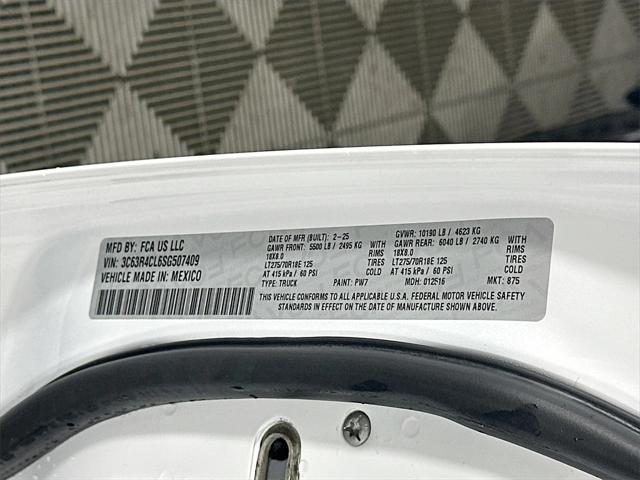 MFD BY: FCA US LLC
VIN: 3C63R4CL6SG507409
VEHICLE MADE IN: MEXICO
DATE OF MFR (BUILT): 2-25
GAWR FRONT: 5500 LB / 2495 KG WITH
18X8.0 RIMS
LT275/70R18E 125 TIRES
AT 415 kPa / 60 PSI COLD
TYPE: TRUCK PAINT: PW7
GVWR: 10190 LB / 4623 KG
GAWR REAR: 6040 LB / 2740 KG WITH
18X8.0 RIMS
LT275/70R18E 125 TIRES
AT 415 kPa / 60 PSI COLD
MDH: 012516 MKT: 875
THIS VEHICLE CONFORMS TO ALL APPLICABLE U.S.A. FEDERAL MOTOR VEHICLE SAFETY
STANDARDS IN EFFECT ON THE DATE OF MANUFACTURE SHOWN ABOVE.